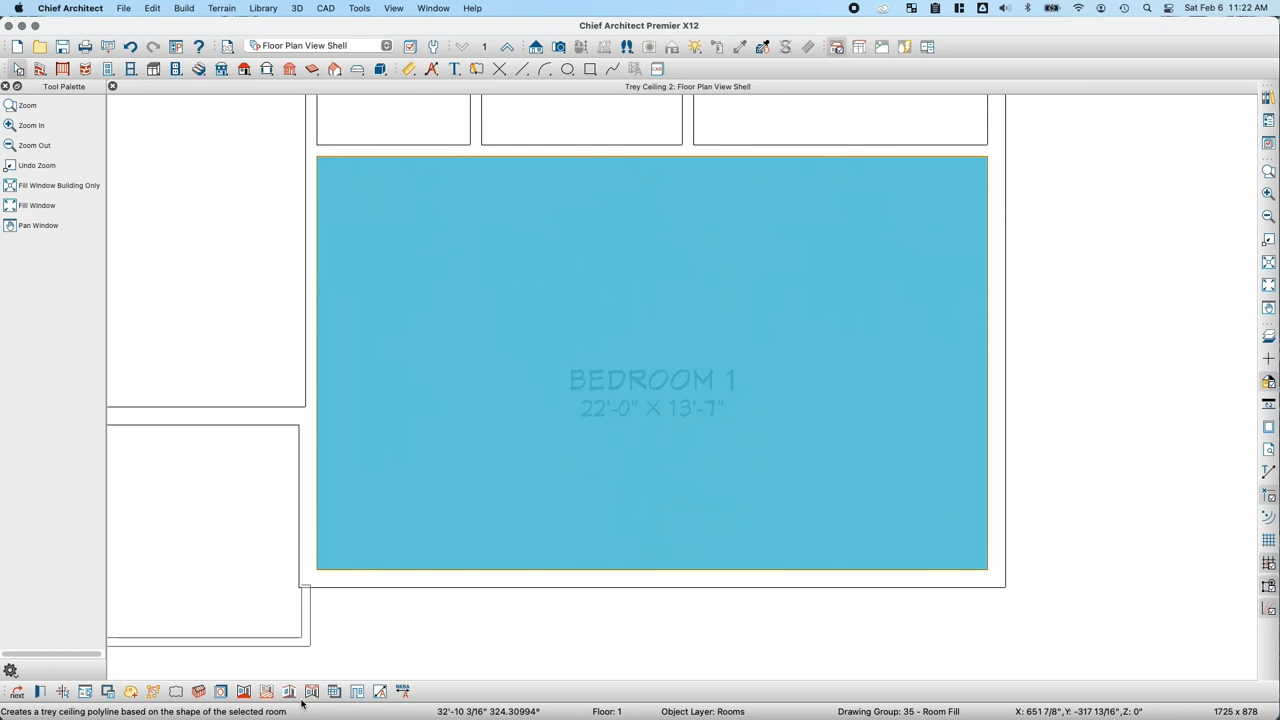 Chief Architect File Edit Build Terrain Library 3D CAD Tools View Window Help Sat Feb 6 11:22 AM
Chief Architect Premier X12
Floor Plan View Shell 1
Tool Palette
Trey Ceiling 2: Floor Plan View Shell
Zoom
Zoom In
Zoom Out
Undo Zoom
Fill Window Building Only
Fill Window
Pan Window
BEDROOM 1
22'-0" X 13'-7"
next
NKBA
Creates a trey ceiling polyline based on the shape of the selected room 32'-10 3/16" 324.30994° Floor: 1 Object Layer: Rooms Drawing Group: 35 - Room Fill X: 651 7/8", Y: -317 13/16", Z: 0" 1725 x 878